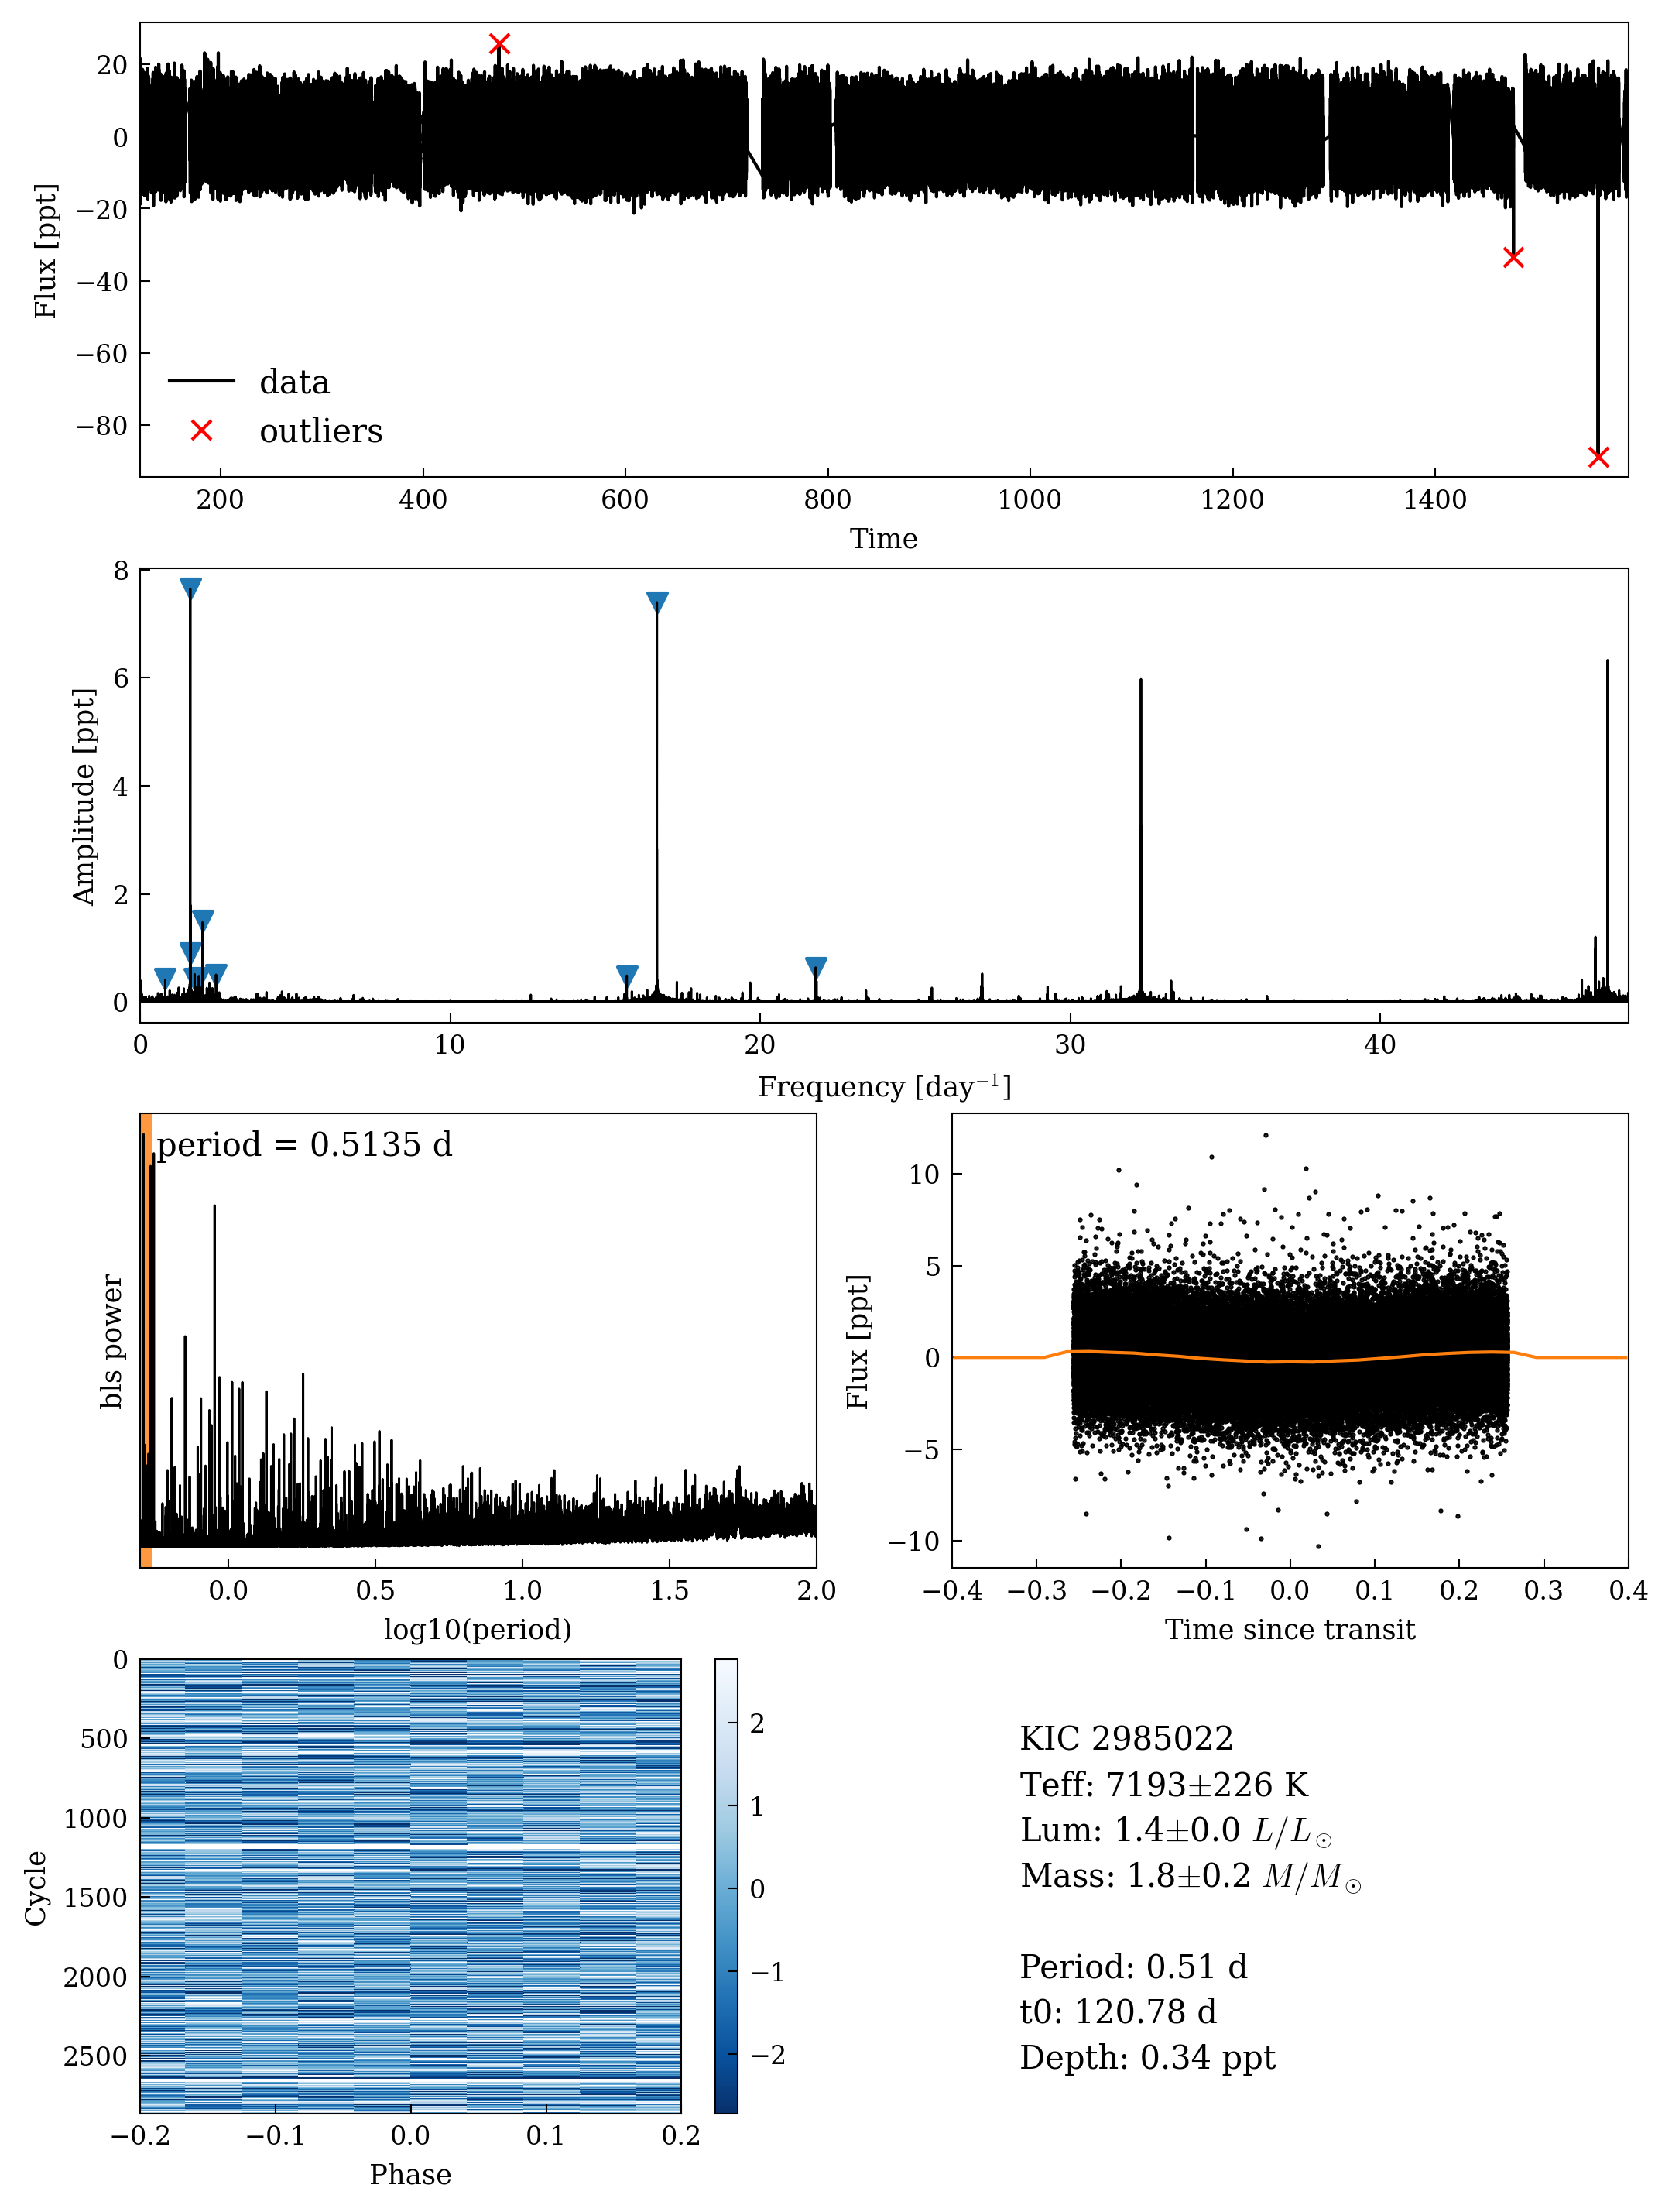 20
0
−20
−40
−60
−80
Flux [ppt]
data
outliers
200 400 600 800 1000 1200 1400
Time
8
6
4
2
0
Amplitude [ppt]
0 10 20 30 40
Frequency [day⁻¹]
period = 0.5135 d
bls power
0.0 0.5 1.0 1.5 2.0
log10(period)
10
5
0
−5
−10
Flux [ppt]
−0.4 −0.3 −0.2 −0.1 0.0 0.1 0.2 0.3 0.4
Time since transit
0
500
1000
1500
2000
2500
Cycle
−0.2 −0.1 0.0 0.1 0.2
Phase
2
1
0
−1
−2
KIC 2985022
Teff: 7193±226 K
Lum: 1.4±0.0 L/L⊙
Mass: 1.8±0.2 M/M⊙
Period: 0.51 d
t0: 120.78 d
Depth: 0.34 ppt